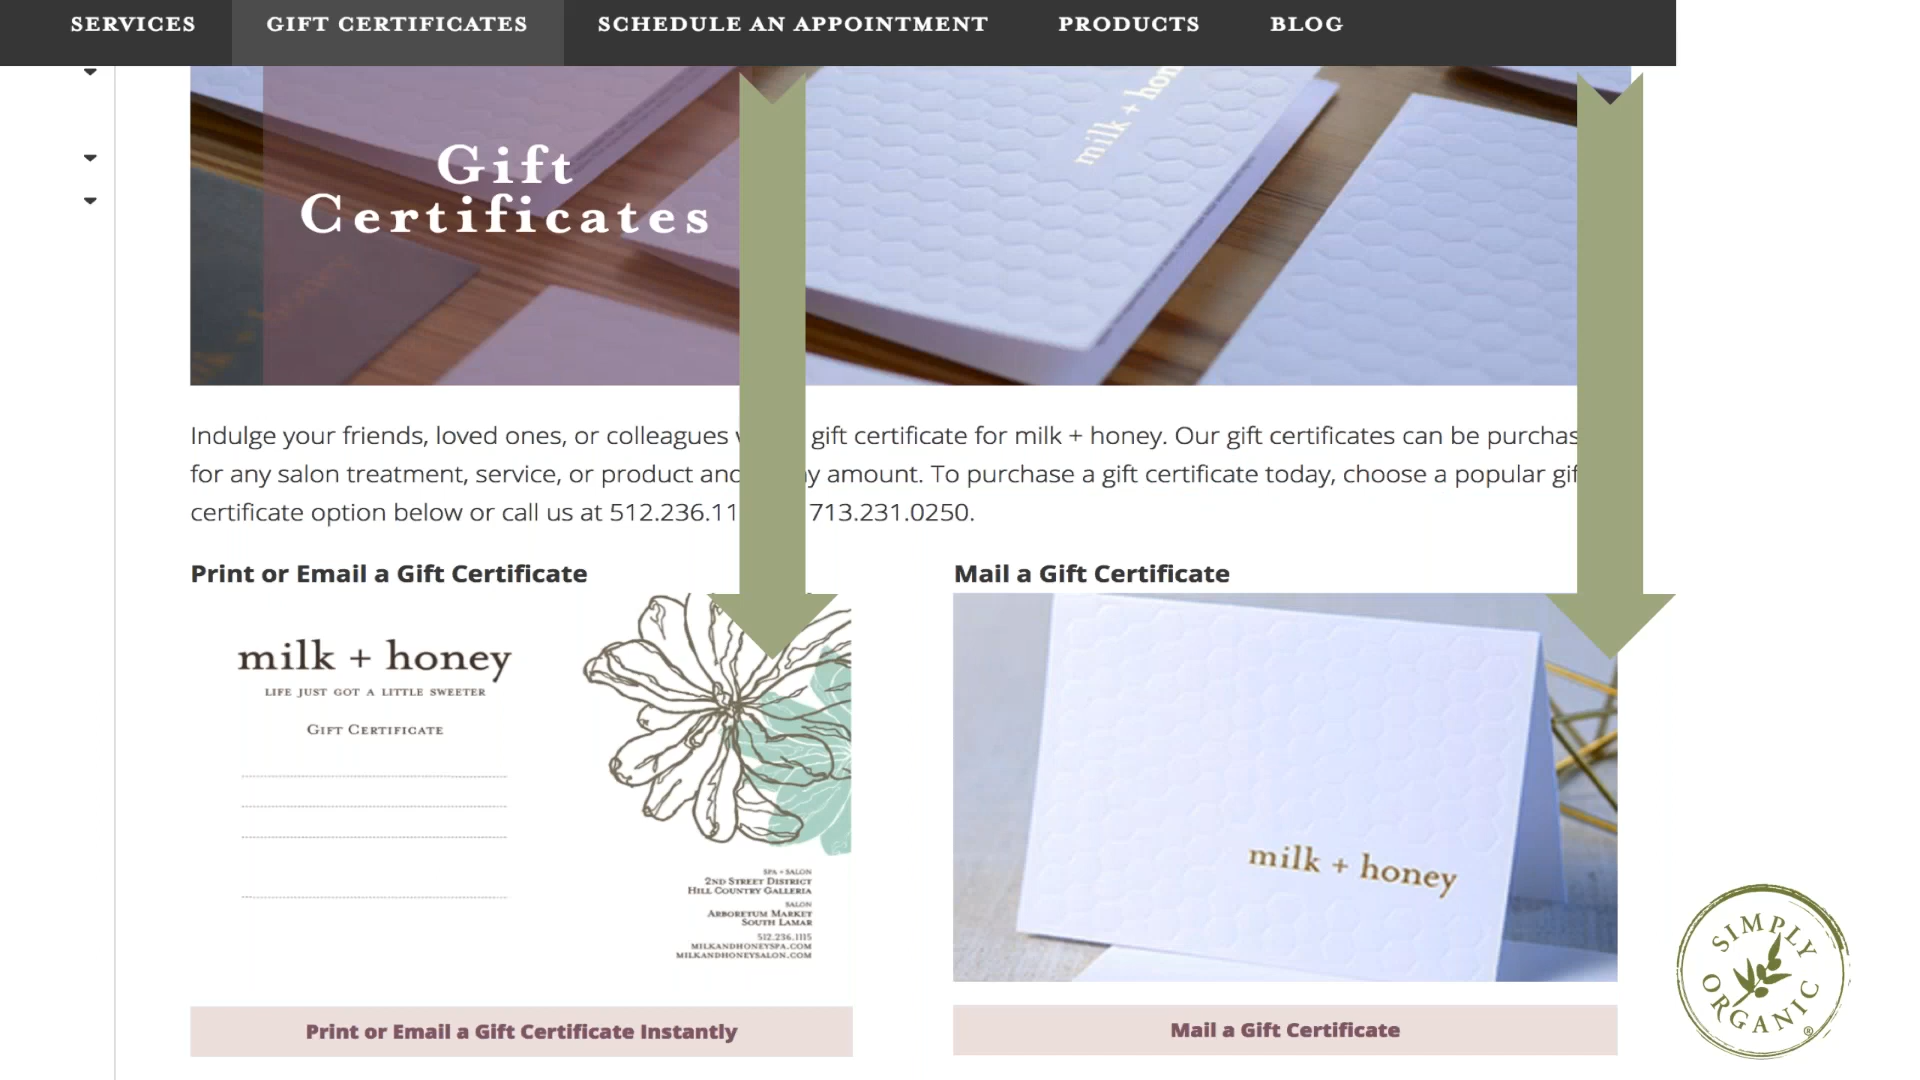 SERVICES GIFT CERTIFICATES SCHEDULE AN APPOINTMENT PRODUCTS BLOG
milk + hon
Gift
Certificates
Indulge your friends, loved ones, or colleagues gift certificate for milk + honey. Our gift certificates can be purchas
for any salon treatment, service, or product and amount. To purchase a gift certificate today, choose a popular
certificate option below or call us at 512.236.11 713.231.0250.
Print or Email a Gift Certificate
milk + honey
LIFE JUST GOT A LITTLE SWEETER
GIFT CERTIFICATE
SPA + SALON
2ND STREET DISTRICT
HILL COUNTRY GALLERIA
SALON
ARBORETUM MARKET
SOUTH LAMAR
512.236.1115
MILKANDHONEYSPA.COM
MILKANDHONEYSALON.COM
Print or Email a Gift Certificate Instantly
Mail a Gift Certificate
milk + honey
Mail a Gift Certificate
SIMPLY
ORGANIC®